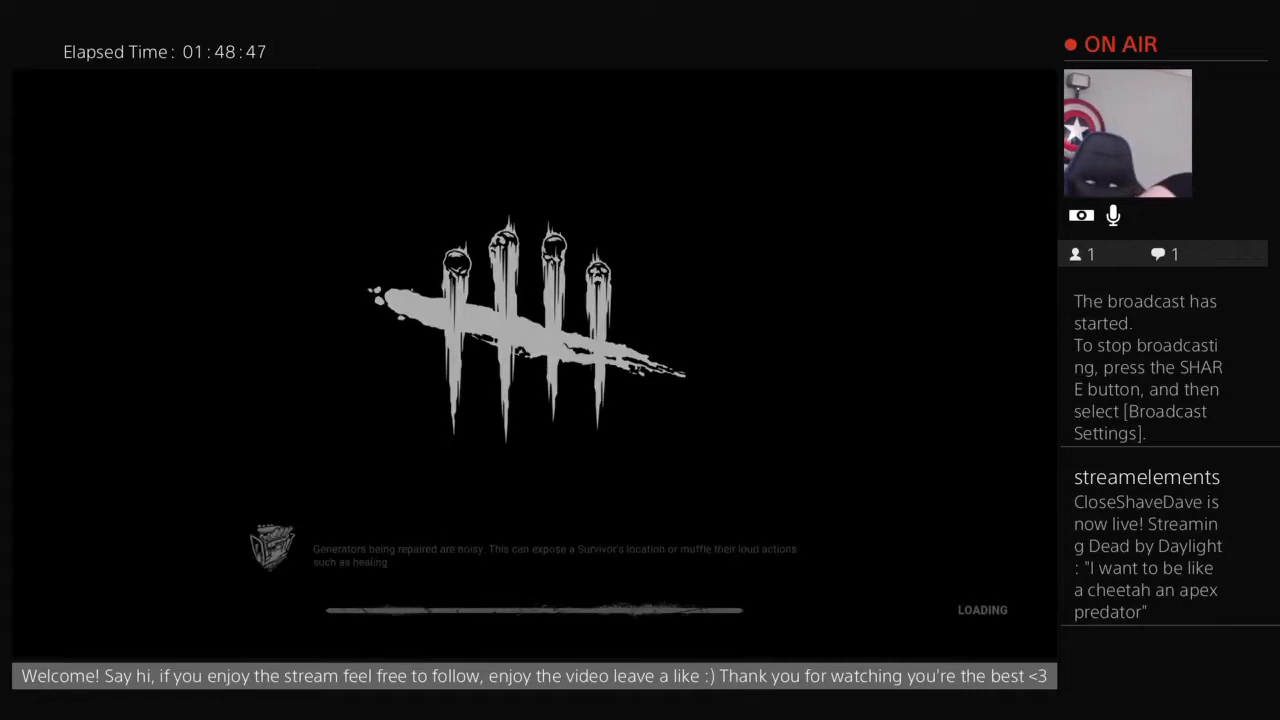 Elapsed Time: 01:48:47
ON AIR
1
1
The broadcast has
started.
To stop broadcasti
ng, press the SHAR
E button, and then
select [Broadcast
Settings].
streamelements
CloseShaveDave is
now live! Streamin
g Dead by Daylight
: "I want to be like
a cheetah an apex
predator"
Generators being repaired are noisy. This can expose a Survivor's location or muffle their loud actions
such as healing.
LOADING
Welcome! Say hi, if you enjoy the stream feel free to follow, enjoy the video leave a like :) Thank you for watching you're the best <3